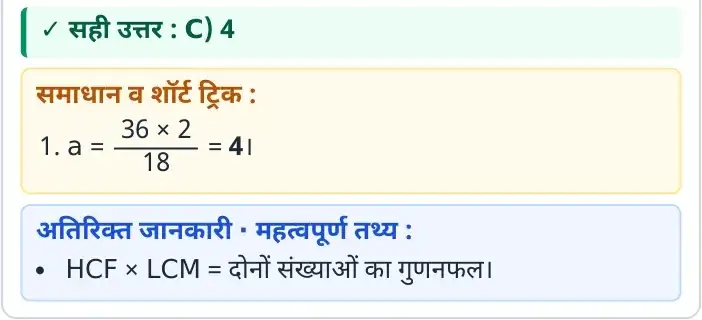 ✓ सही उत्तर : C) 4
समाधान व शॉर्ट ट्रिक :
1. a = 36 × 2 / 18 = 4।
अतिरिक्त जानकारी · महत्वपूर्ण तथ्य :
• HCF × LCM = दोनों संख्याओं का गुणनफल।